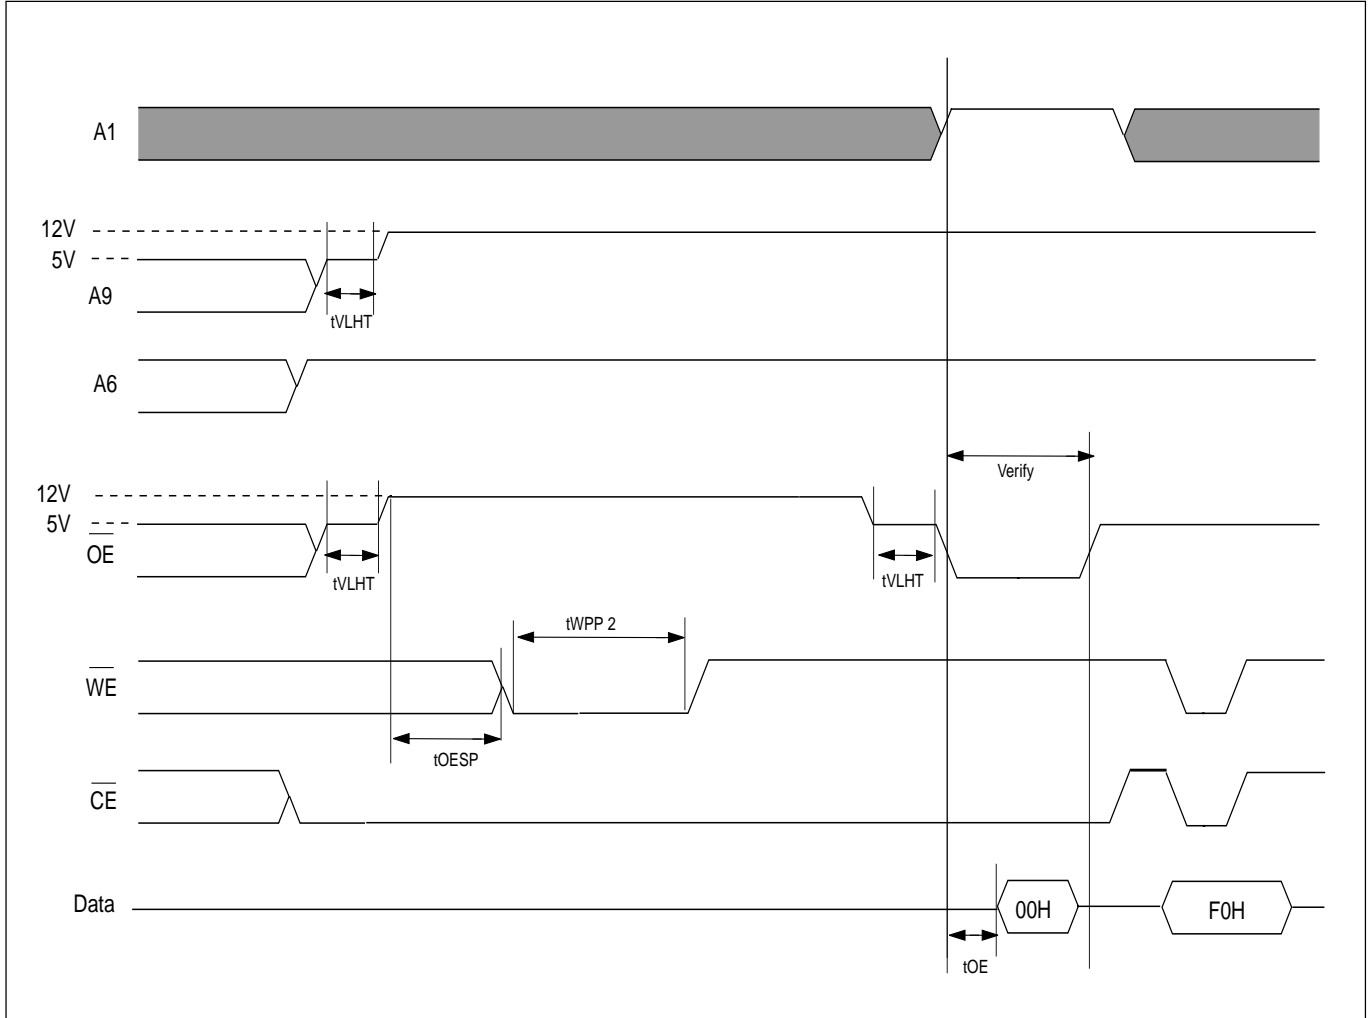 A1
12V
5V
A9
tVLHT
A6
Verify
12V
5V
OE
tVLHT
tVLHT
tWPP 2
WE
tOESP
CE
Data
00H
F0H
tOE